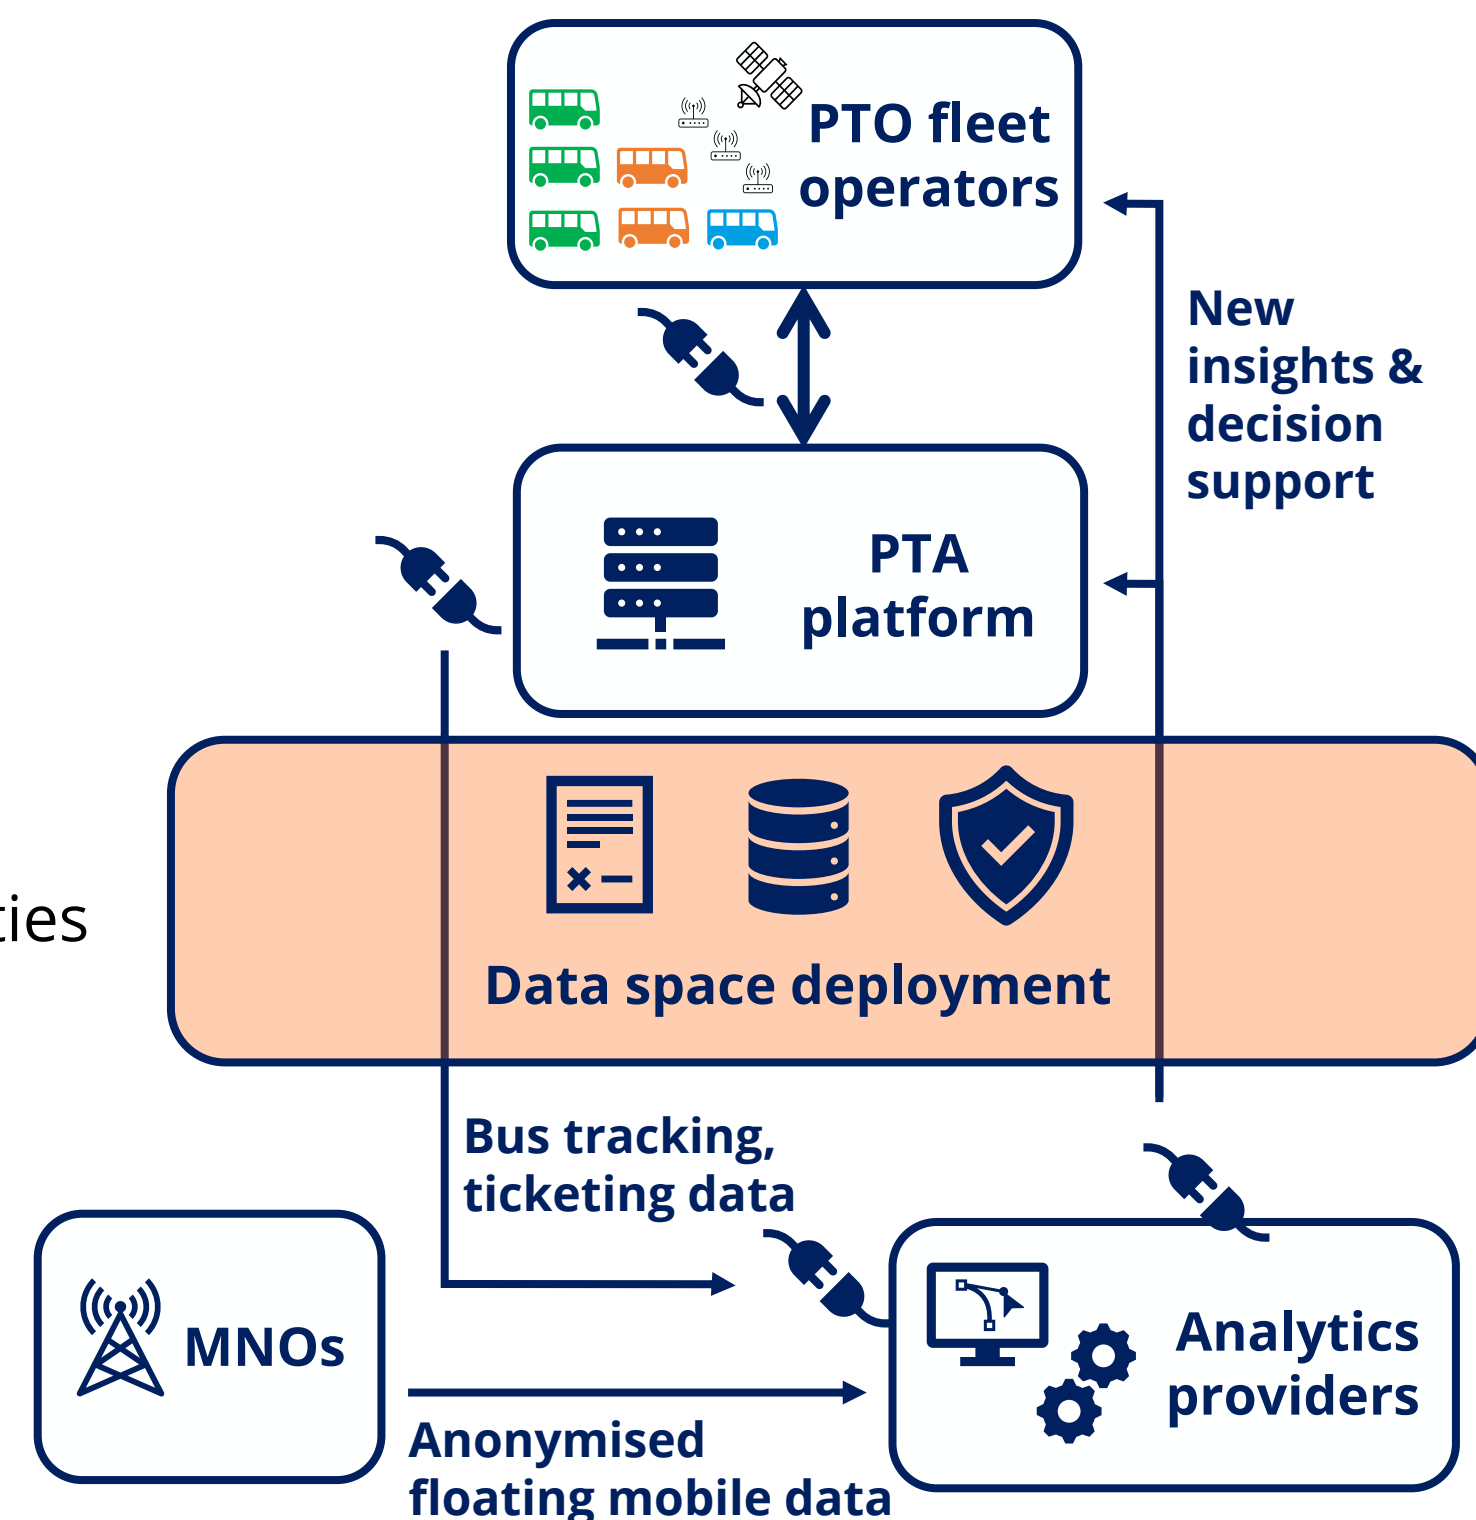 PTO fleet
operators
New
insights &
decision
support
PTA
platform
ties
Data space deployment
Bus tracking,
ticketing data
MNOs
Analytics
providers
Anonymised
floating mobile data